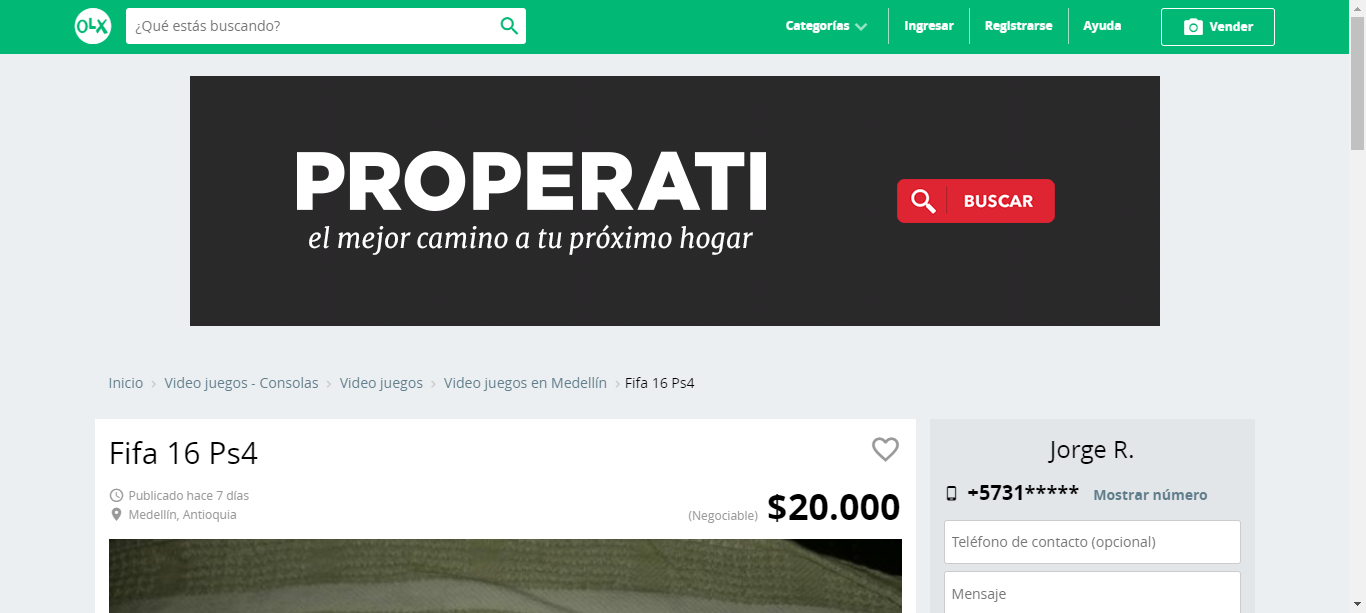 OLX ¿Qué estás buscando? Categorías Ingresar Registrarse Ayuda Vender
PROPERATI
el mejor camino a tu próximo hogar
BUSCAR
Inicio › Video juegos - Consolas › Video juegos › Video juegos en Medellín › Fifa 16 Ps4
Fifa 16 Ps4
Publicado hace 7 días
Medellín, Antioquia
(Negociable) $20.000
Jorge R.
+5731***** Mostrar número
Teléfono de contacto (opcional)
Mensaje